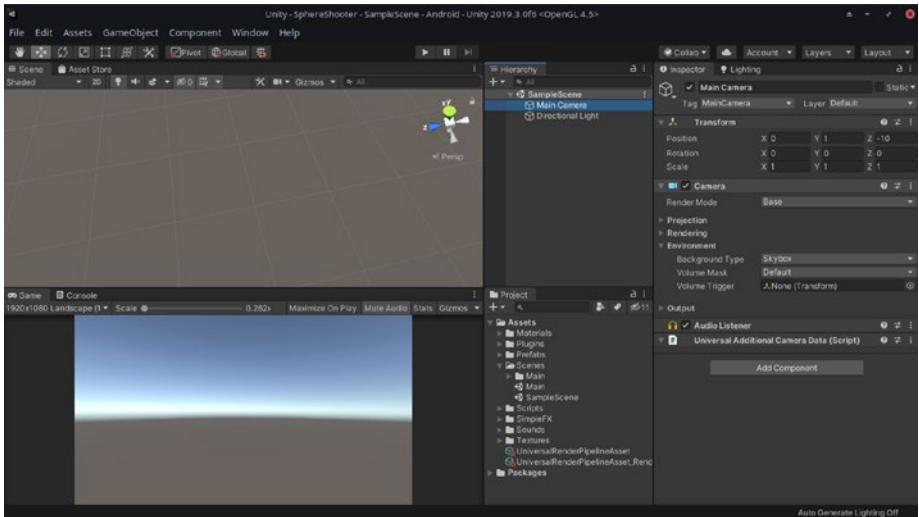 Unity - SphereShooter - SampleScene - Android - Unity 2019.3.0f6 <OpenGL 4.5>
File Edit Assets GameObject Component Window Help
Pivot Global
Collab Account Layers Layout
Scene Asset Store
Shaded 2D 0 Gizmos All
xy
z
Persp
Hierarchy
All
SampleScene
Main Camera
Directional Light
Inspector Lighting
Main Camera Static
Tag MainCamera Layer Default
Transform
Position X 0 Y 1 Z -10
Rotation X 0 Y 0 Z 0
Scale X 1 Y 1 Z 1
Camera
Render Mode Base
Projection
Rendering
Environment
Background Type Skybox
Volume Mask Default
Volume Trigger None (Transform)
Output
Audio Listener
Universal Additional Camera Data (Script)
Add Component
Game Console
1920x1080 Landscape (1 Scale 0.282x Maximize On Play Mute Audio Stats Gizmos
Project
11
Assets
Materials
Plugins
Prefabs
Scenes
Main
Main
SampleScene
Scripts
SimpleFX
Sounds
Textures
UniversalRenderPipelineAsset
UniversalRenderPipelineAsset_Rend
Packages
Auto Generate Lighting Off